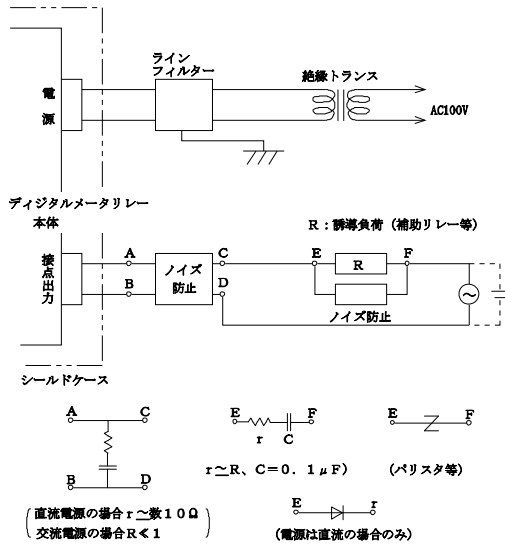 ライン
フィルター
絶縁トランス
電
源
AC100V
ディジタルメータリレー
本体
R:誘導負荷(補助リレー等)
接点出力
A
B
ノイズ
防止
C
D
E
R
F
ノイズ防止
~
シールドケース
A C
B D
E F
r C
r≃R、C=0.1μF)
E F
(バリスタ等)
直流電源の場合r≃数10Ω
交流電源の場合R≪1
E r
(電源は直流の場合のみ)